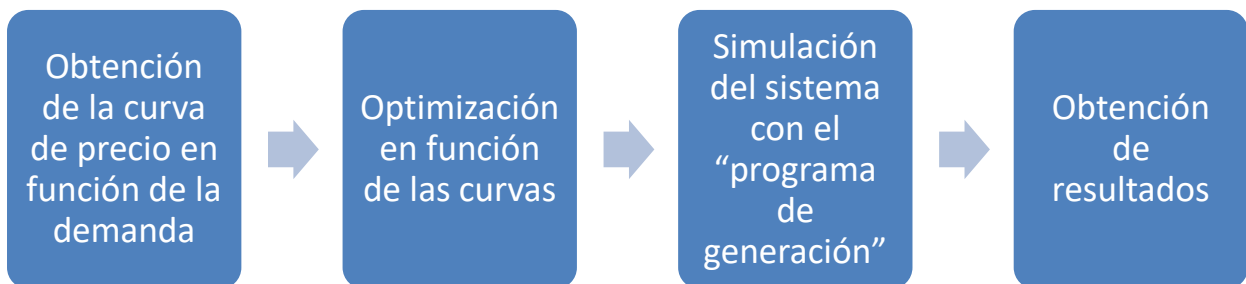 Obtención
de la curva
de precio en
función de la
demanda
Optimización
en función
de las curvas
Simulación
del sistema
con el
“programa
de
generación”
Obtención
de
resultados